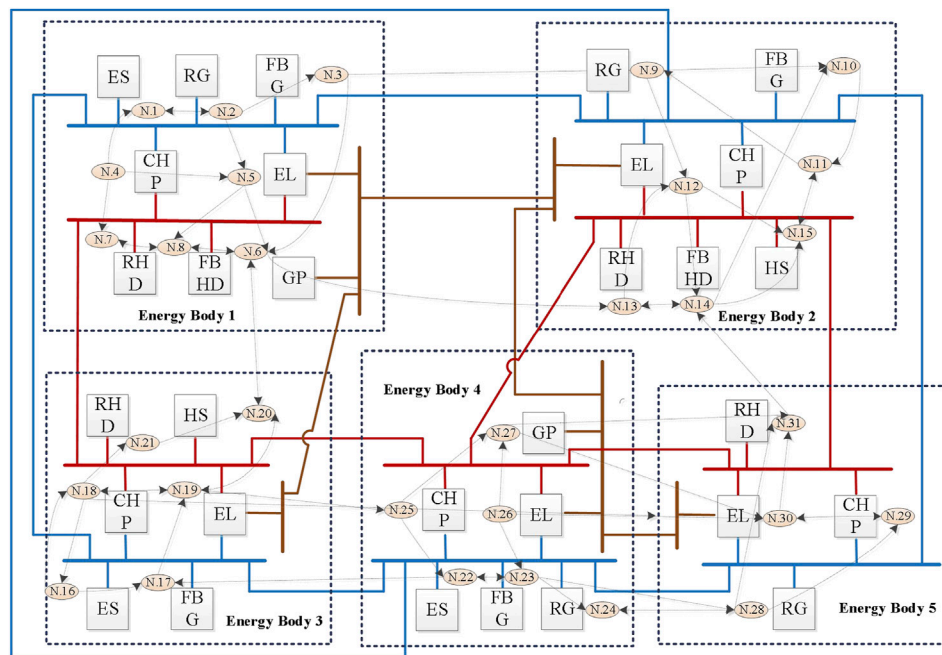 ES
RG
FB
G
N.3
N.1
N.2
CH
P
EL
N.4
N.5
N.7
N.8
N.6
RH
D
FB
HD
GP
Energy Body 1
RG
N.9
FB
G
N.10
EL
CH
P
N.11
N.12
N.15
RH
D
FB
HD
HS
N.13
N.14
Energy Body 2
RH
D
HS
N.20
N.21
N.18
N.19
CH
P
EL
N.16
N.17
ES
FB
G
Energy Body 3
Energy Body 4
N.27
GP
N.25
CH
P
N.26
EL
N.22
N.23
ES
FB
G
RG
N.24
RH
D
N.31
EL
N.30
CH
P
N.29
N.28
RG
Energy Body 5